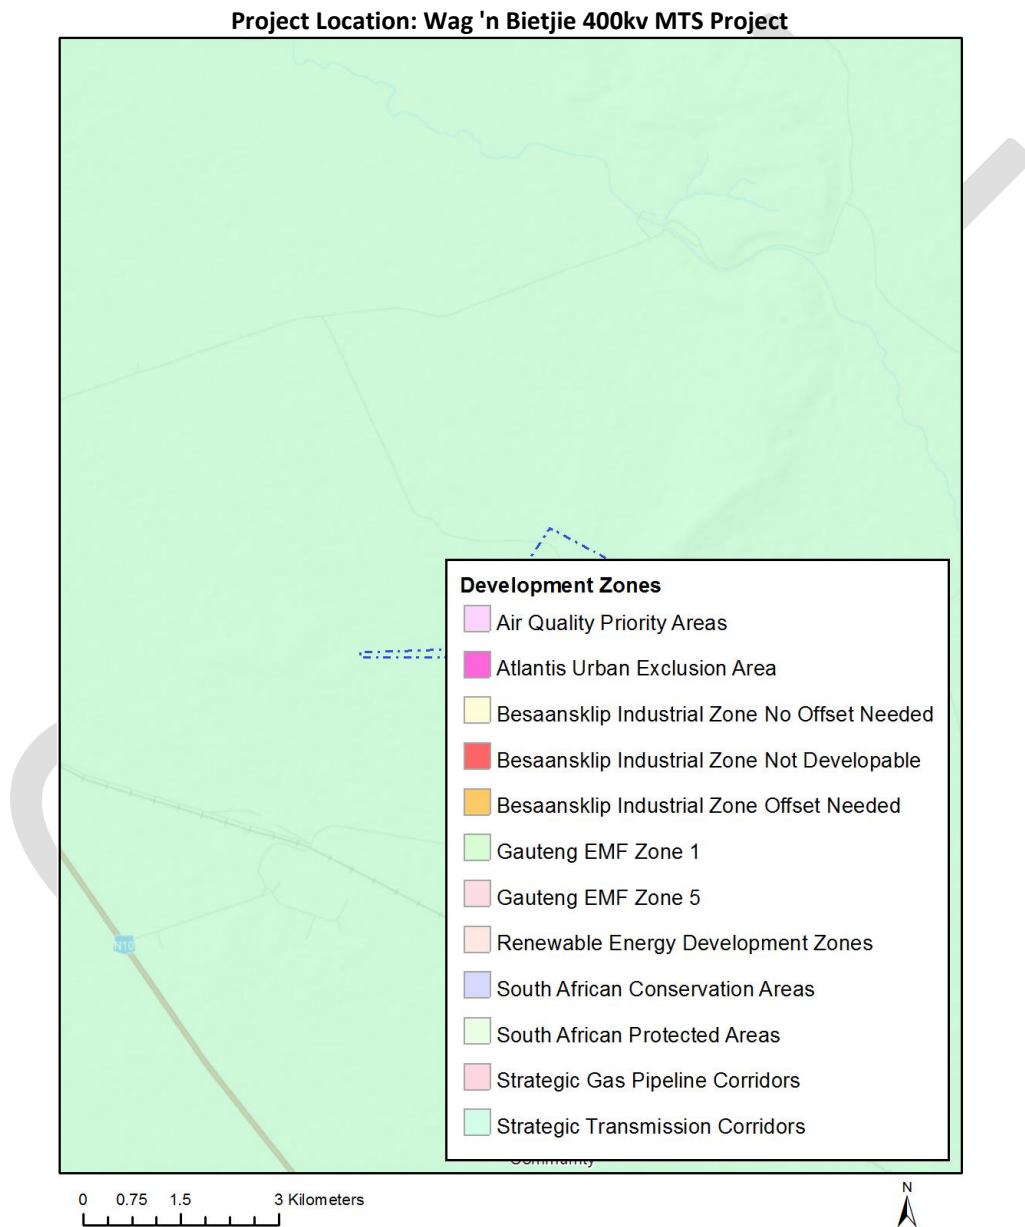 Project Location: Wag 'n Bietjie 400kv MTS Project
N10
Development Zones
Air Quality Priority Areas
Atlantis Urban Exclusion Area
Besaansklip Industrial Zone No Offset Needed
Besaansklip Industrial Zone Not Developable
Besaansklip Industrial Zone Offset Needed
Gauteng EMF Zone 1
Gauteng EMF Zone 5
Renewable Energy Development Zones
South African Conservation Areas
South African Protected Areas
Strategic Gas Pipeline Corridors
Strategic Transmission Corridors
Community
0 0.75 1.5 3 Kilometers
N